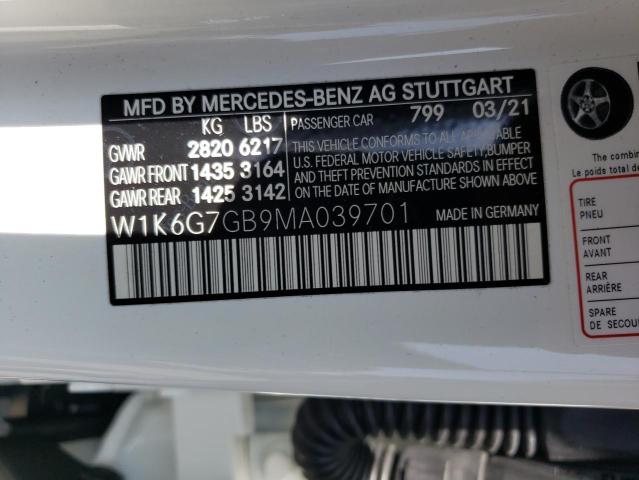 MFD BY MERCEDES-BENZ AG STUTTGART
KG LBS PASSENGER CAR 799 03/21
GVWR 2820 6217
GAWR FRONT 1435 3164
GAWR REAR 1425 3142
THIS VEHICLE CONFORMS TO ALL APPLICABLE
U.S. FEDERAL MOTOR VEHICLE SAFETY, BUMPER
AND THEFT PREVENTION STANDARDS IN EFFECT
ON THE DATE OF MANUFACTURE SHOWN ABOVE.
W1K6G7GB9MA039701 MADE IN GERMANY
The combine
Le poids total de
TIRE
PNEU
FRONT
AVANT
REAR
ARRIÈRE
SPARE
DE SECOU